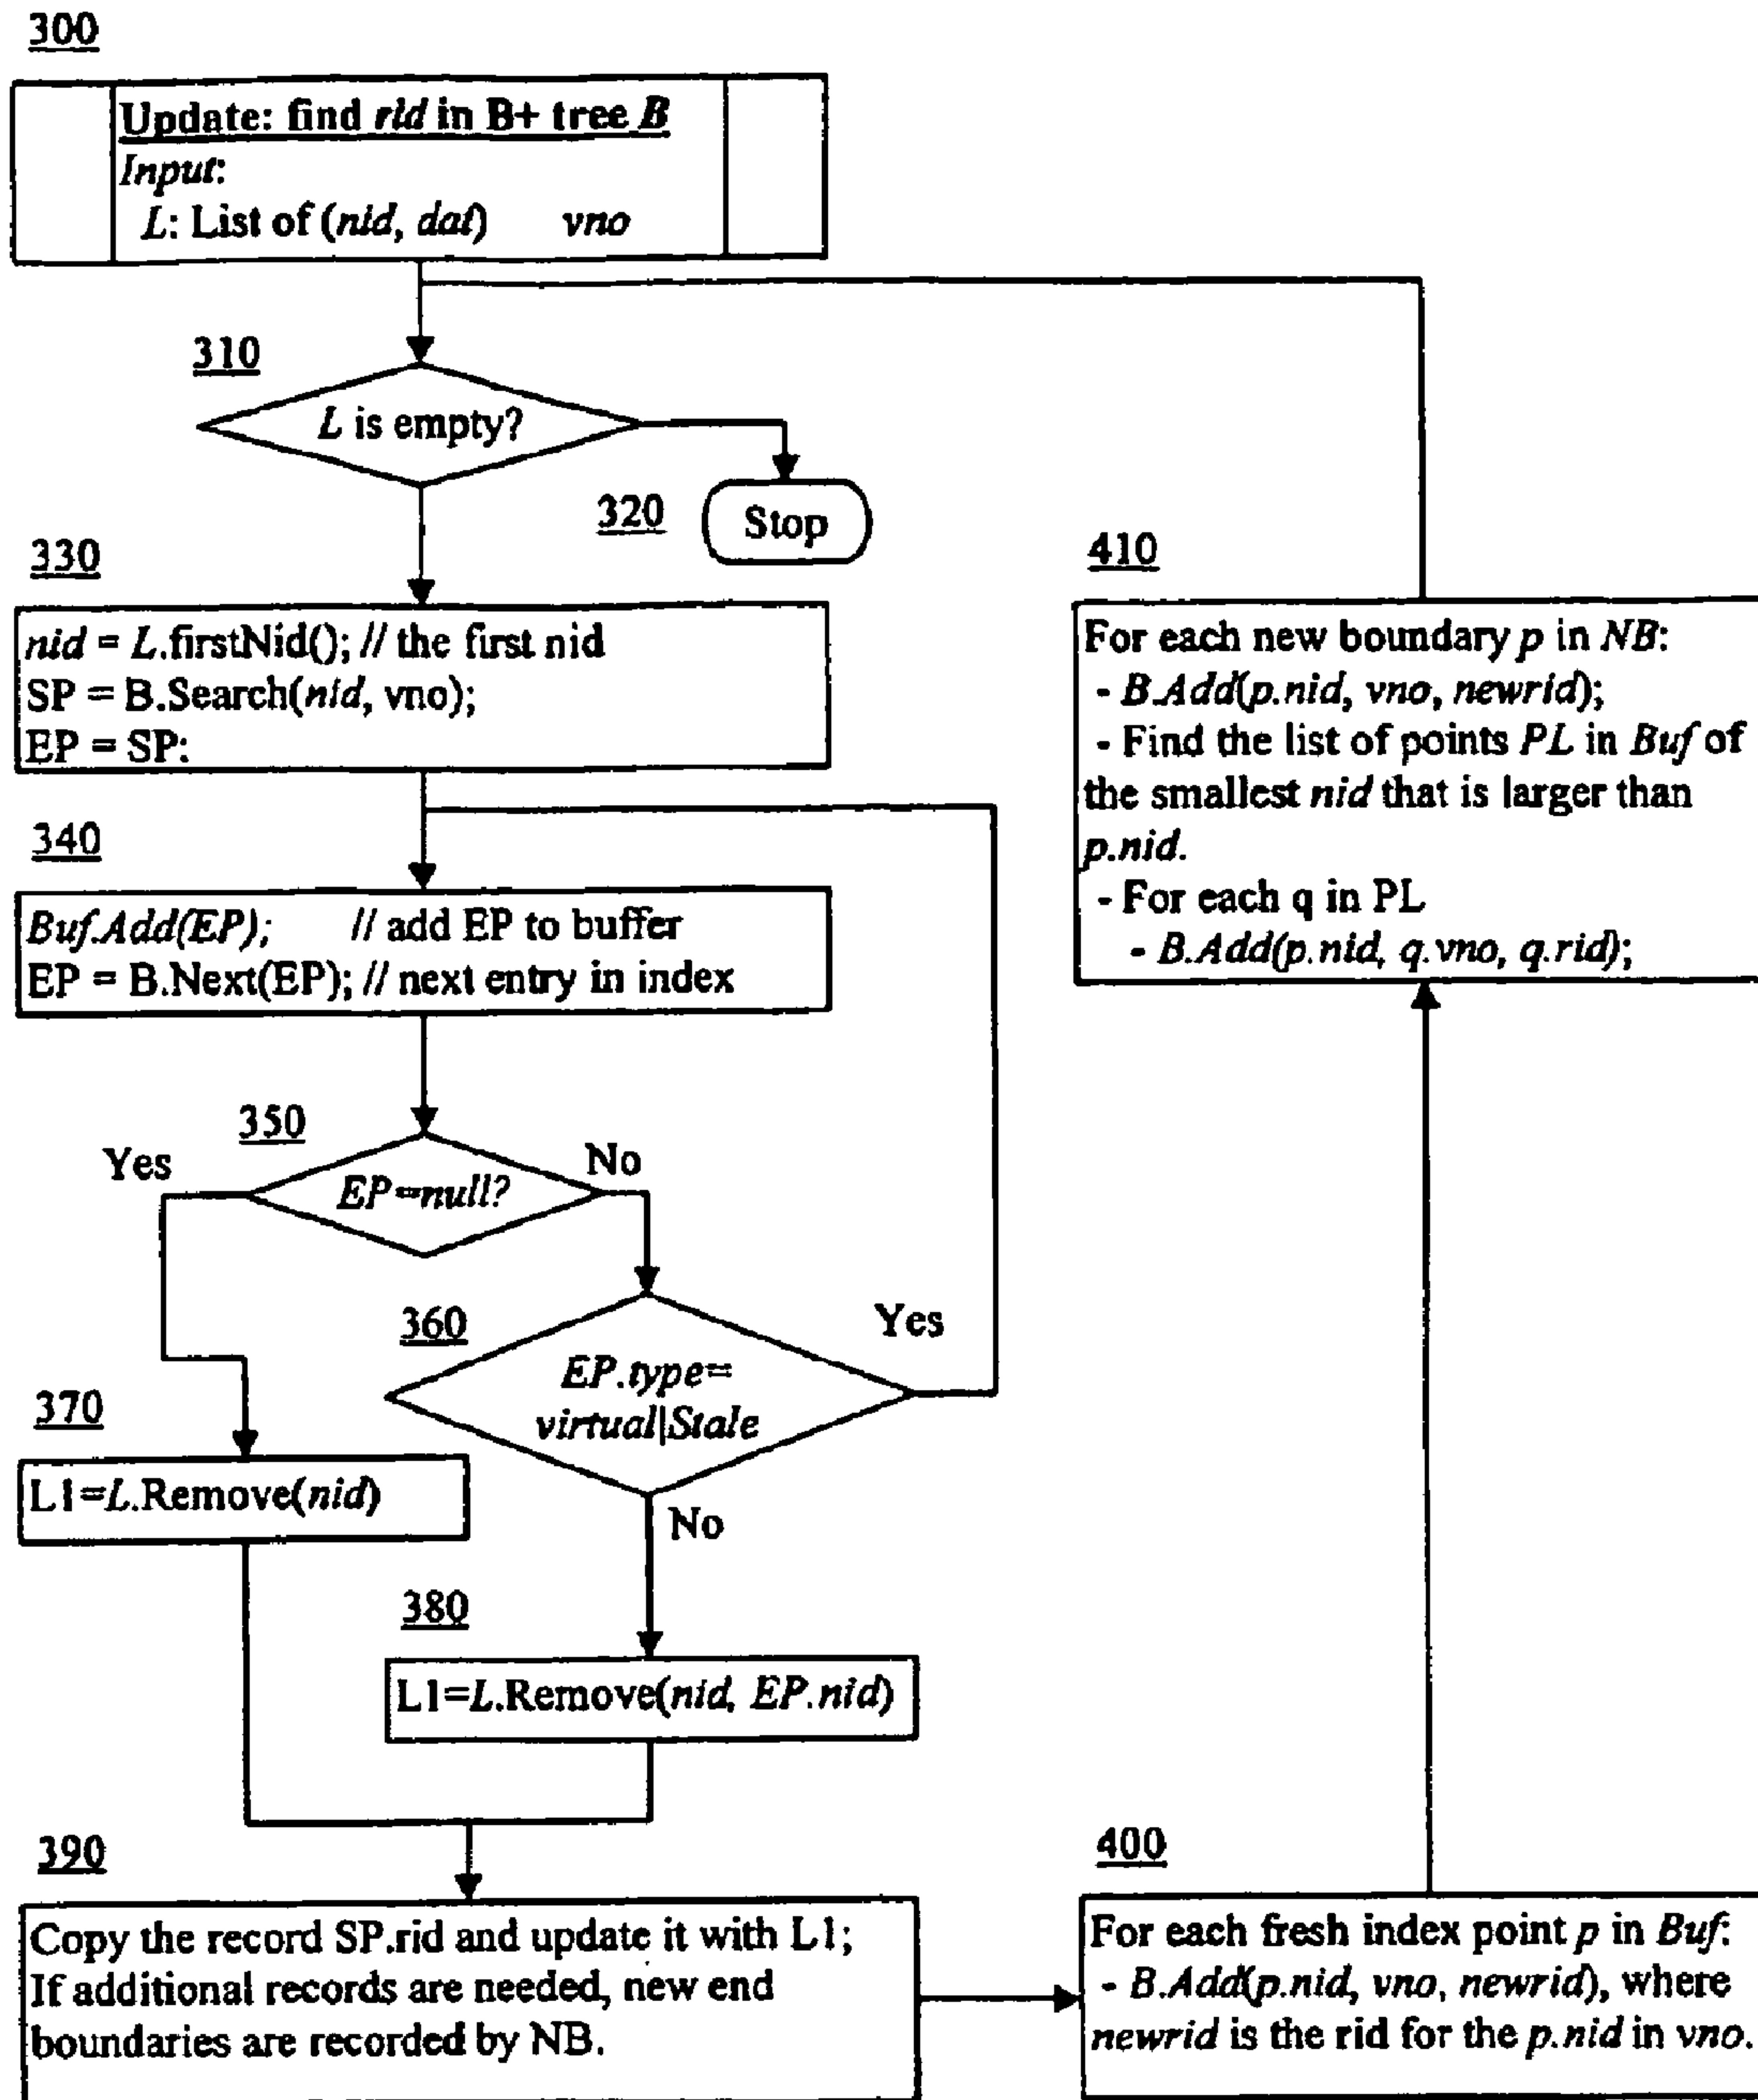 300
Update: find rid in B+ tree B
Input:
L: List of (nid, dat) vno
310
L is empty?
320
Stop
330
nid = L.firstNid(); // the first nid
SP = B.Search(nid, vno);
EP = SP:
340
Buf.Add(EP); // add EP to buffer
EP = B.Next(EP); // next entry in index
350
Yes
No
EP=null?
360
Yes
EP.type=
virtual|Stale
No
370
L1=L.Remove(nid)
380
L1=L.Remove(nid, EP.nid)
390
Copy the record SP.rid and update it with L1;
If additional records are needed, new end
boundaries are recorded by NB.
400
For each fresh index point p in Buf:
- B.Add(p.nid, vno, newrid), where
newrid is the rid for the p.nid in vno.
410
For each new boundary p in NB:
- B.Add(p.nid, vno, newrid);
- Find the list of points PL in Buf of
the smallest nid that is larger than
p.nid.
- For each q in PL
- B.Add(p.nid, q.vno, q.rid);